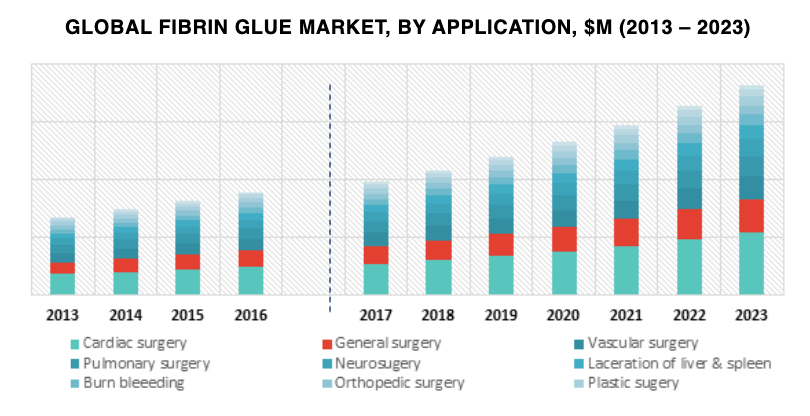 GLOBAL FIBRIN GLUE MARKET, BY APPLICATION, $M (2013 – 2023)
2013 2014 2015 2016 2017 2018 2019 2020 2021 2022 2023
Cardiac surgery General surgery Vascular surgery
Pulmonary surgery Neurosugery Laceration of liver & spleen
Burn bleeeding Orthopedic surgery Plastic sugery